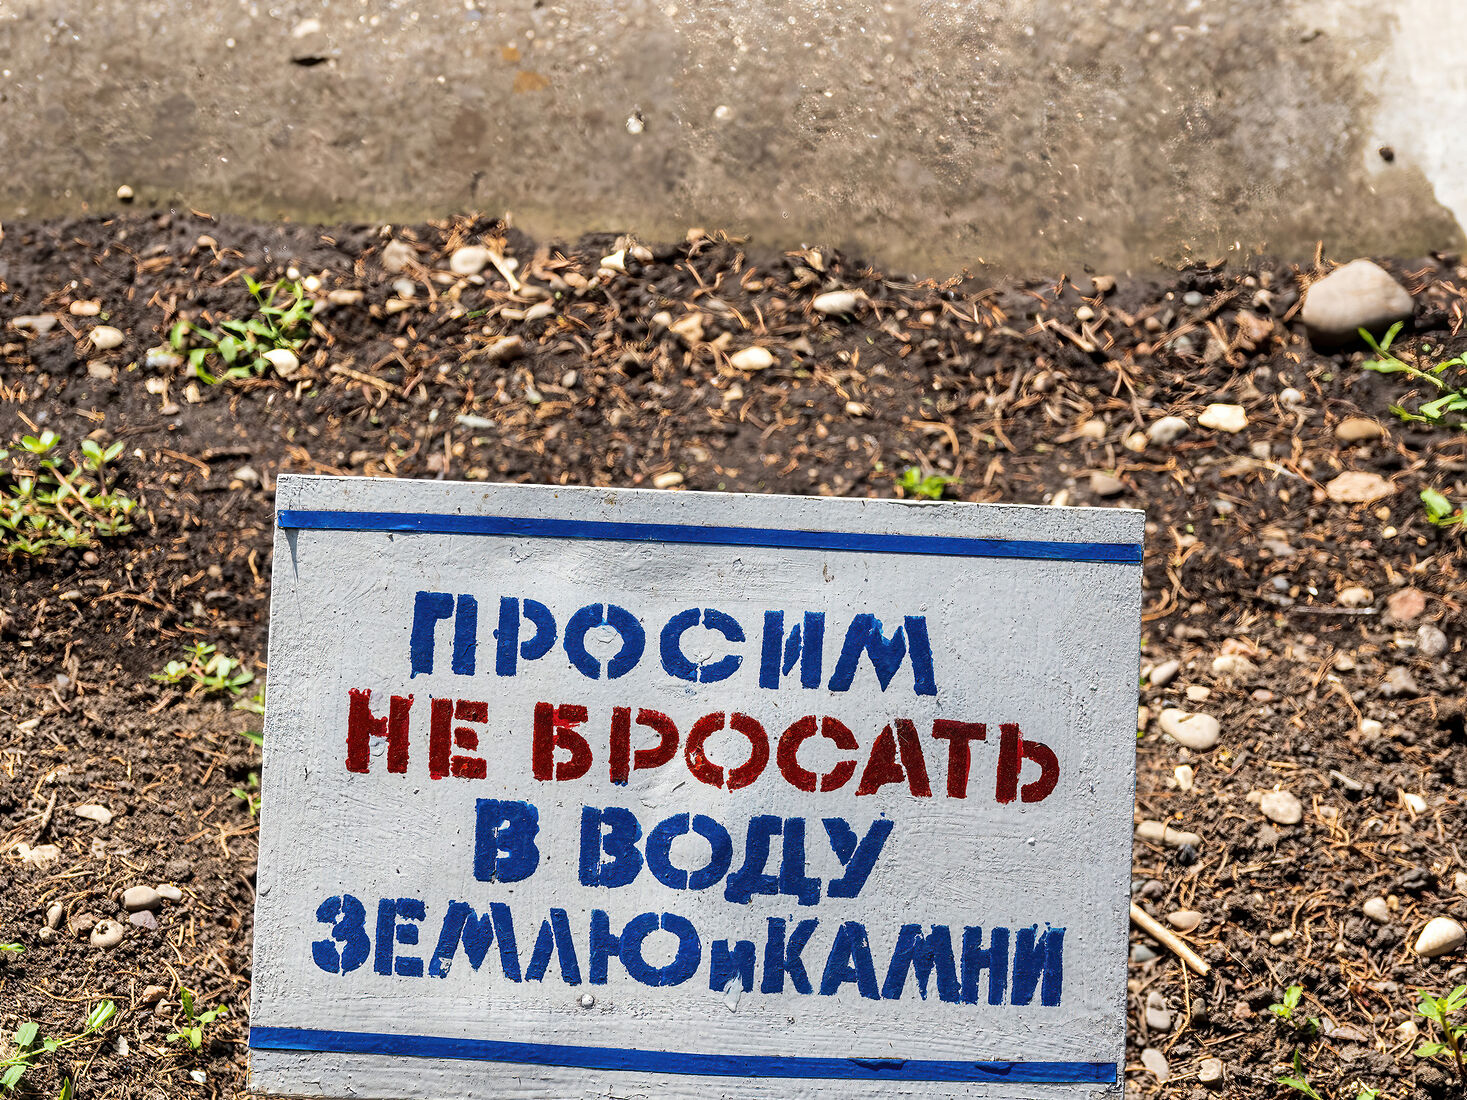 ПРОСИМ
НЕ БРОСАТЬ
В ВОДУ
ЗЕМЛЮ и КАМНИ